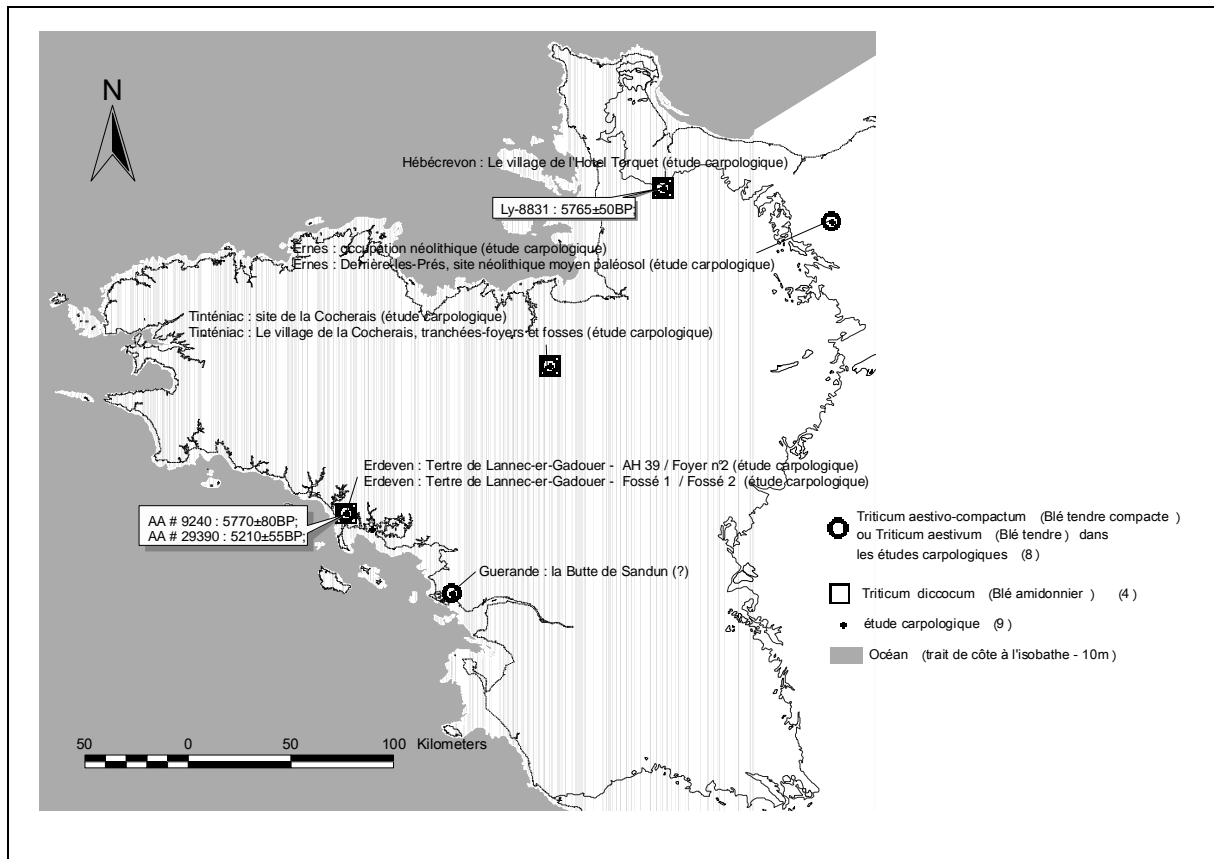 N
Hébécrevon : Le village de l'Hotel Torquet (étude carpologique)
Ly-8831 : 5765±50BP;
Ernes : occupation néolithique (étude carpologique)
Ernes : Derrière-les-Prés, site néolithique moyen paléosol (étude carpologique)
Tinténiac : site de la Cocherais (étude carpologique)
Tinténiac : Le village de la Cocherais, tranchées-foyers et fosses (étude carpologique)
Erdeven : Tertre de Lannec-er-Gadouer - AH 39 / Foyer n°2 (étude carpologique)
Erdeven : Tertre de Lannec-er-Gadouer - Fossé 1 / Fossé 2 (étude carpologique)
AA # 9240 : 5770±80BP;
AA # 29390 : 5210±55BP;
Guerande : la Butte de Sandun (?)
Triticum aestivo-compactum (Blé tendre compacte )
ou Triticum aestivum (Blé tendre ) dans
les études carpologiques (8 )
Triticum diccocum (Blé amidonnier ) (4 )
étude carpologique (9 )
Océan (trait de côte à l'isobathe - 10m )
50 0 50 100 Kilometers